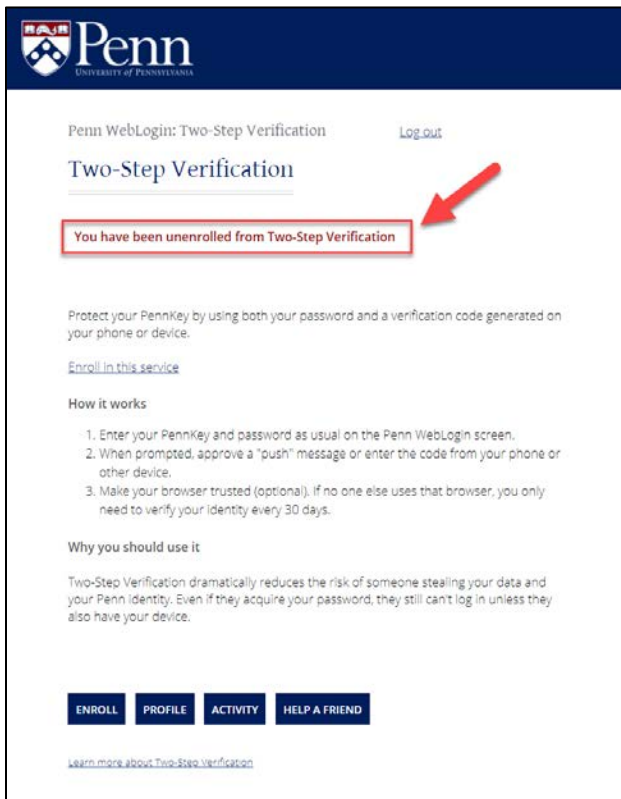 Penn
UNIVERSITY of PENNSYLVANIA
Penn WebLogin: Two-Step Verification Log out
Two-Step Verification
You have been unenrolled from Two-Step Verification
Protect your PennKey by using both your password and a verification code generated on
your phone or device.
Enroll in this service
How it works
1. Enter your PennKey and password as usual on the Penn WebLogin screen.
2. When prompted, approve a "push" message or enter the code from your phone or
other device.
3. Make your browser trusted (optional). If no one else uses that browser, you only
need to verify your identity every 30 days.
Why you should use it
Two-Step Verification dramatically reduces the risk of someone stealing your data and
your Penn identity. Even if they acquire your password, they still can't log in unless they
also have your device.
ENROLL PROFILE ACTIVITY HELP A FRIEND
Learn more about Two-Step Verification